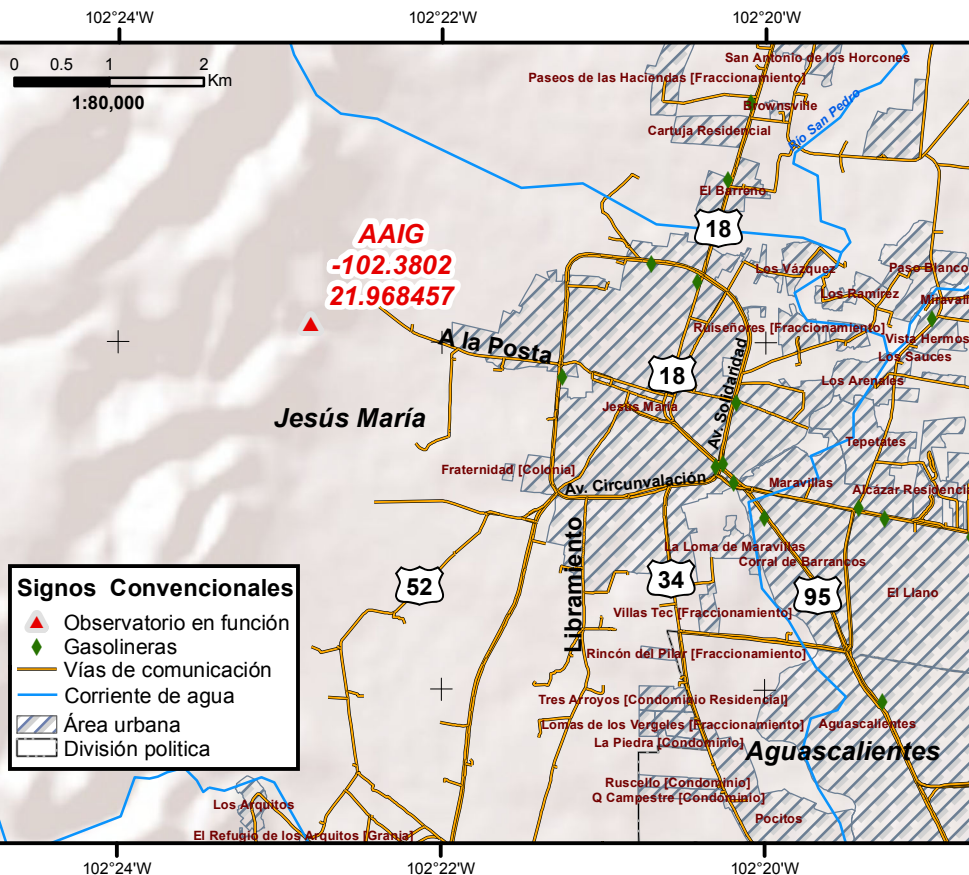 102°24'W 102°22'W 102°20'W
0 0.5 1 2
Km
1:80,000
San Antonio de los Horcones
Paseos de las Haciendas [Fraccionamiento]
Brownsville
Río San Pedro
Cartuja Residencial
El Barreno
18
AAIG
-102.3802
21.968457
Los Vázquez
Paso Blanco
Los Ramírez
Miravall
Ruiseñores [Fraccionamiento]
Vista Hermos
A la Posta
Los Sauces
18
Av. Solidaridad
Los Arenales
Jesús María
Jesús María
Tepetates
Fraternidad [Colonia]
Av. Circunvalación
Maravillas
Alcázar Residencia
Libramiento
La Loma de Maravillas
Corral de Barrancos
52
34
95
El Llano
Villas Tec [Fraccionamiento]
Rincón del Pilar [Fraccionamiento]
Tres Arroyos [Condominio Residencial]
Lomas de los Vergeles [Fraccionamiento]
Aguascalientes
La Piedra [Condominio]
Aguascalientes
Ruscello [Condominio]
Q Campestre [Condominio]
Pocitos
Los Arquitos
El Refugio de los Arquitos [Granja]
Signos Convencionales
Observatorio en función
Gasolineras
Vías de comunicación
Corriente de agua
Área urbana
División politica
102°24'W 102°22'W 102°20'W